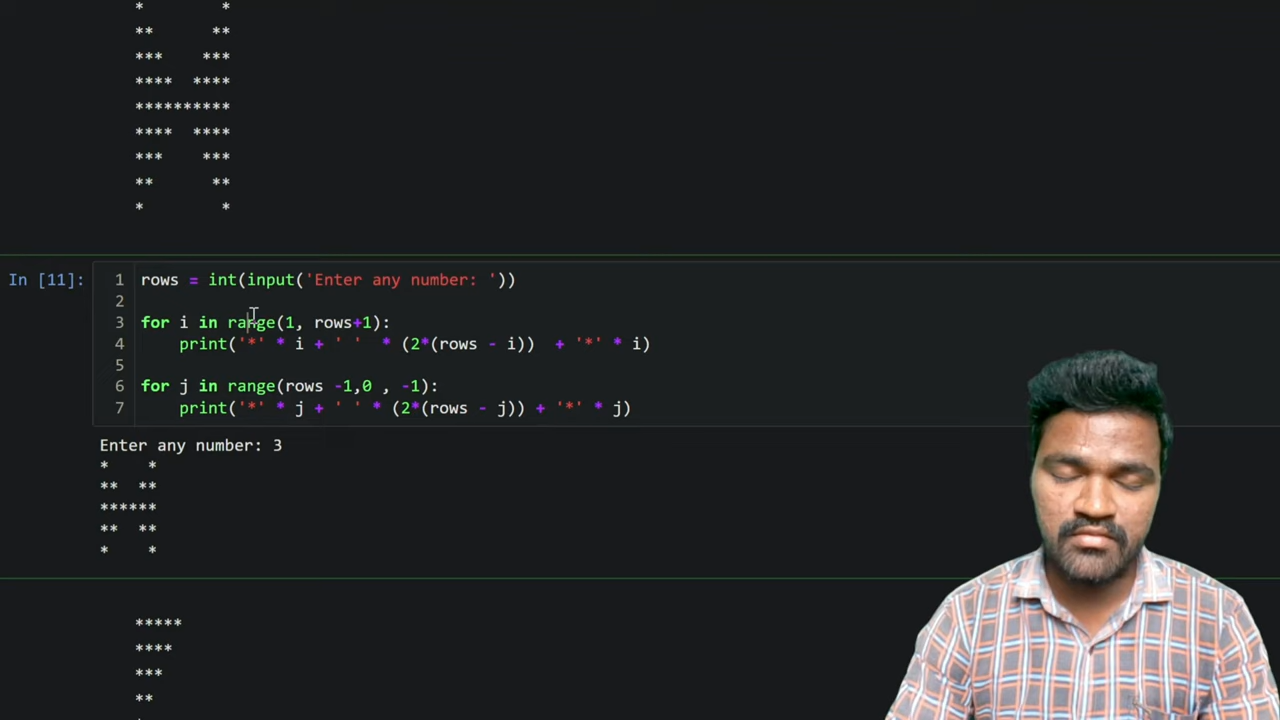 *        *
**      **
***    ***
****  ****
**********
****  ****
***    ***
**      **
*        *
In [11]:
1 rows = int(input('Enter any number: '))
2
3 for i in range(1, rows+1):
4     print('*' * i + ' '  * (2*(rows - i))  + '*' * i)
5
6 for j in range(rows -1,0 , -1):
7     print('*' * j + ' ' * (2*(rows - j)) + '*' * j)
Enter any number: 3
*    *
**  **
******
**  **
*    *
*****
****
***
**